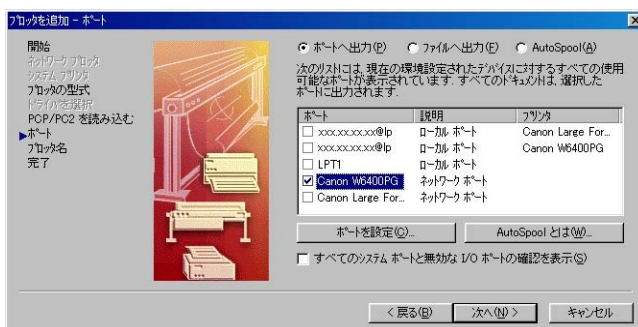 プロッタを追加 - ポート
開始
ネットワーク プロッタ
システム プリンタ
プロッタの型式
ドライバを選択
PCP/PC2 を読み込む
ポート
プロッタ名
完了
ポートへ出力(P) ファイルへ出力(F) AutoSpool(A)
次のリストには、現在の環境設定されたデバイスに対するすべての使用
可能なポートが表示されています. すべてのドキュメントは、選択した
ポートに出力されます.
ポート 説明 プリンタ
xxx.xx.xx.xx@lp ローカル ポート Canon Large For...
xxx.xx.xx.xx@lp ローカル ポート Canon W6400PG
LPT1 ローカル ポート
Canon W6400PG ネットワーク ポート
Canon Large For... ネットワーク ポート
ポートを設定(C)... AutoSpool とは(W)...
すべてのシステム ポートと無効な I/O ポートの確認を表示(S)
< 戻る(B) 次へ(N) > キャンセル